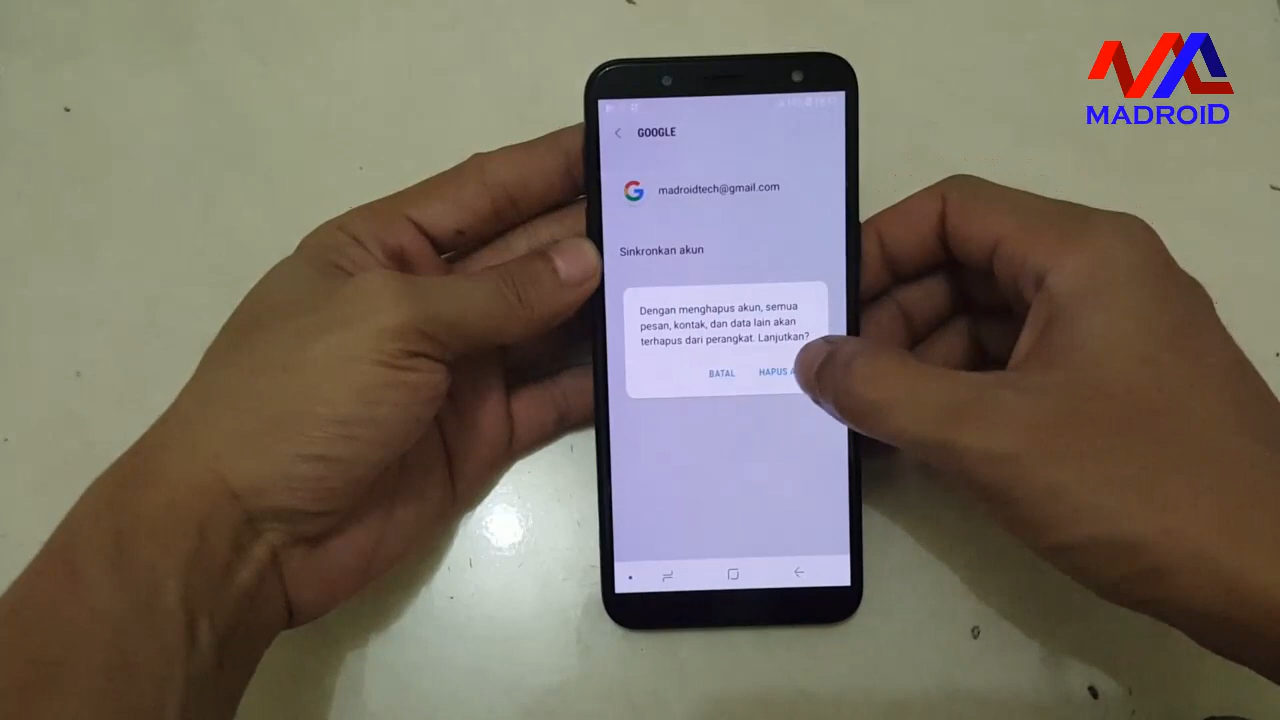 MADROID
GOOGLE
madroidtech@gmail.com
Sinkronkan akun
Dengan menghapus akun, semua
pesan, kontak, dan data lain akan
terhapus dari perangkat. Lanjutkan?
BATAL HAPUS